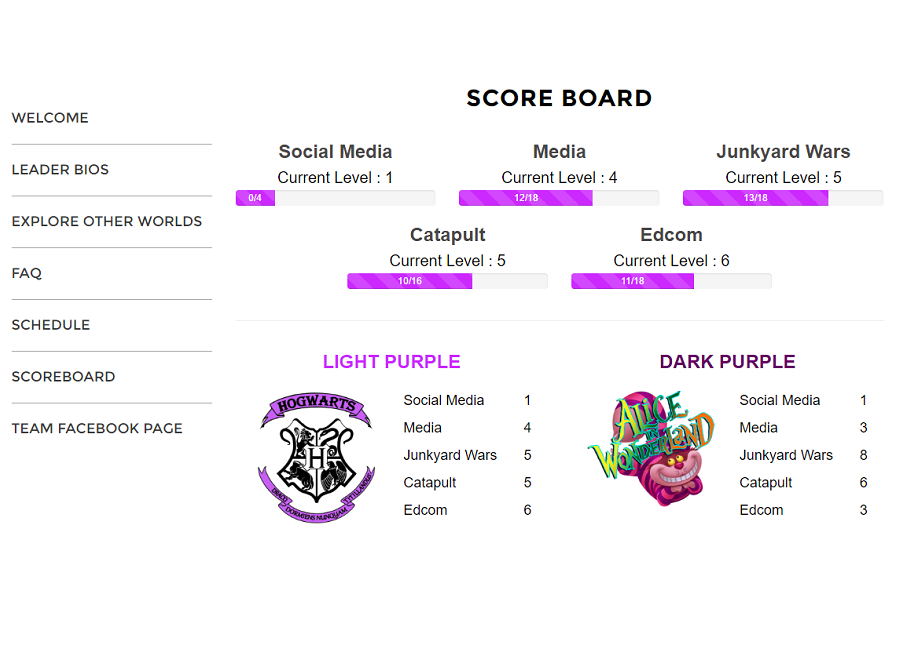 SCORE BOARD
WELCOME
LEADER BIOS
EXPLORE OTHER WORLDS
FAQ
SCHEDULE
SCOREBOARD
TEAM FACEBOOK PAGE
Social Media
Current Level : 1
0/4
Media
Current Level : 4
12/18
Junkyard Wars
Current Level : 5
13/18
Catapult
Current Level : 5
10/16
Edcom
Current Level : 6
11/18
LIGHT PURPLE
HOGWARTS
H
DRACO DORMIENS NUNQUAM TITILLANDUS
Social Media 1
Media 4
Junkyard Wars 5
Catapult 5
Edcom 6
DARK PURPLE
ALICE
IN
WONDERLAND
Social Media 1
Media 3
Junkyard Wars 8
Catapult 6
Edcom 3